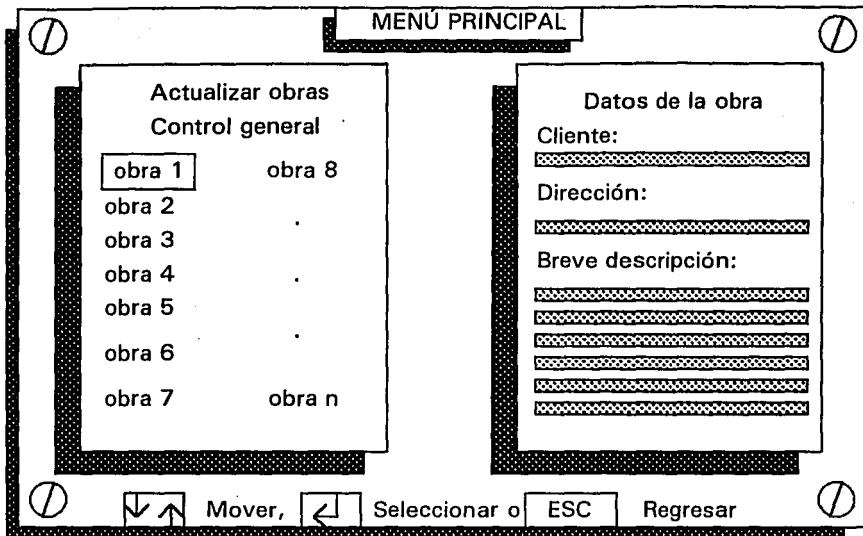 MENÚ PRINCIPAL
Actualizar obras
Control general
obra 1 obra 8
obra 2
obra 3 .
obra 4 .
obra 5
obra 6 .
obra 7 obra n
Datos de la obra
Cliente:
Dirección:
Breve descripción:
Mover, Seleccionar o ESC Regresar